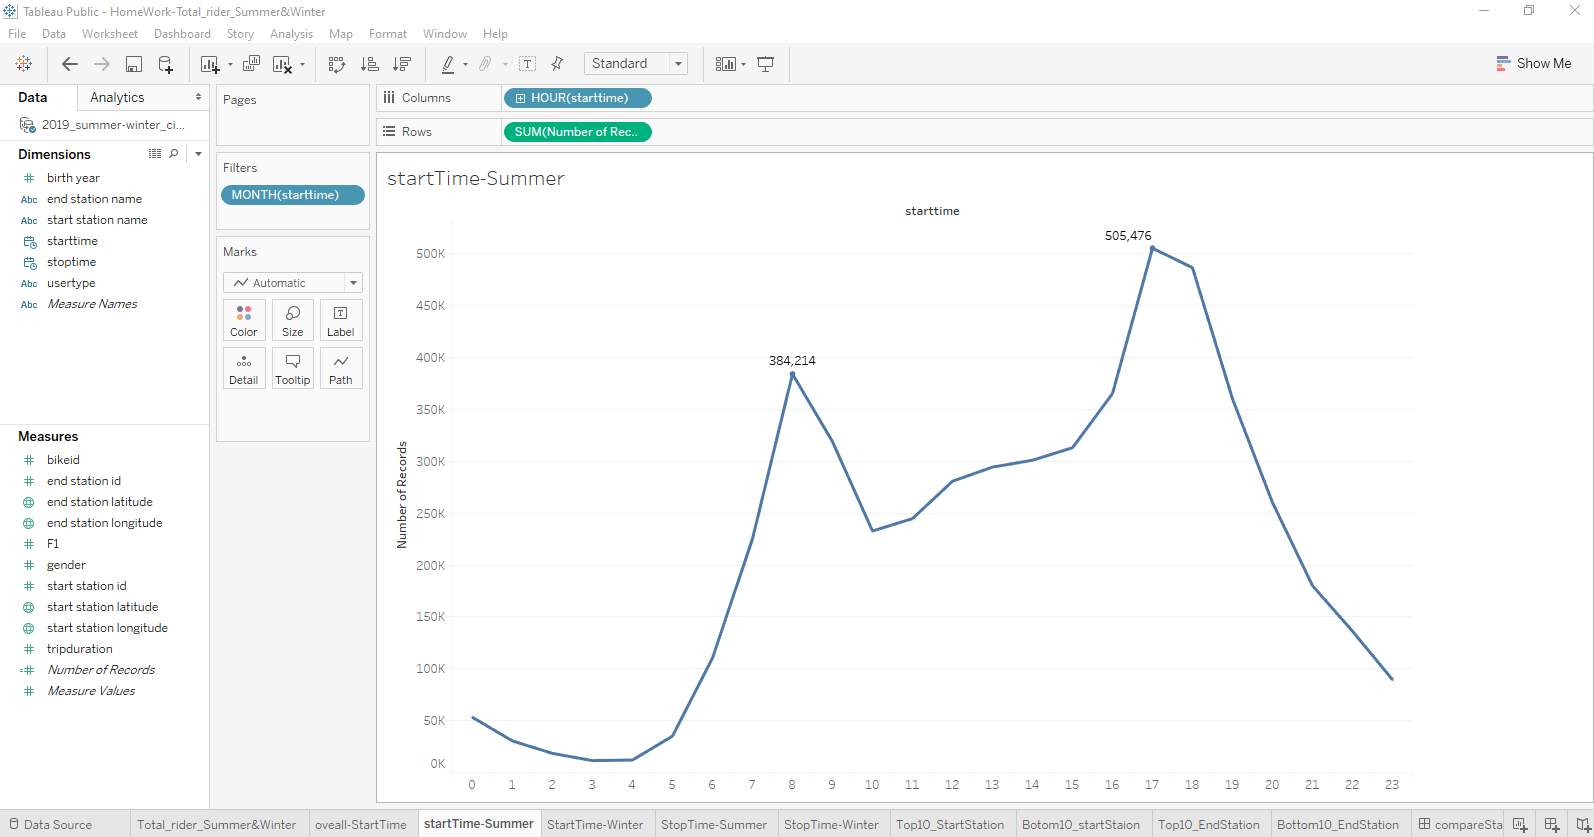 Tableau Public - HomeWork-Total_rider_Summer&Winter
File Data Worksheet Dashboard Story Analysis Map Format Window Help
Standard
Show Me
Data Analytics
2019_summer-winter_ci...
Dimensions
# birth year
Abc end station name
Abc start station name
starttime
stoptime
Abc usertype
Abc Measure Names
Measures
# bikeid
# end station id
end station latitude
end station longitude
# F1
# gender
# start station id
start station latitude
start station longitude
# tripduration
=# Number of Records
# Measure Values
Pages
Filters
MONTH(starttime)
Marks
Automatic
Color Size Label
Detail Tooltip Path
Columns HOUR(starttime)
Rows SUM(Number of Rec..
startTime-Summer
starttime
505,476
384,214
Number of Records
500K
450K
400K
350K
300K
250K
200K
150K
100K
50K
0K
0 1 2 3 4 5 6 7 8 9 10 11 12 13 14 15 16 17 18 19 20 21 22 23
Data Source Total_rider_Summer&Winter oveall-StartTime startTime-Summer StartTime-Winter StopTime-Summer StopTime-Winter Top10_StartStation Botom10_startStaion Top10_EndStation Bottom10_EndStation compareSta